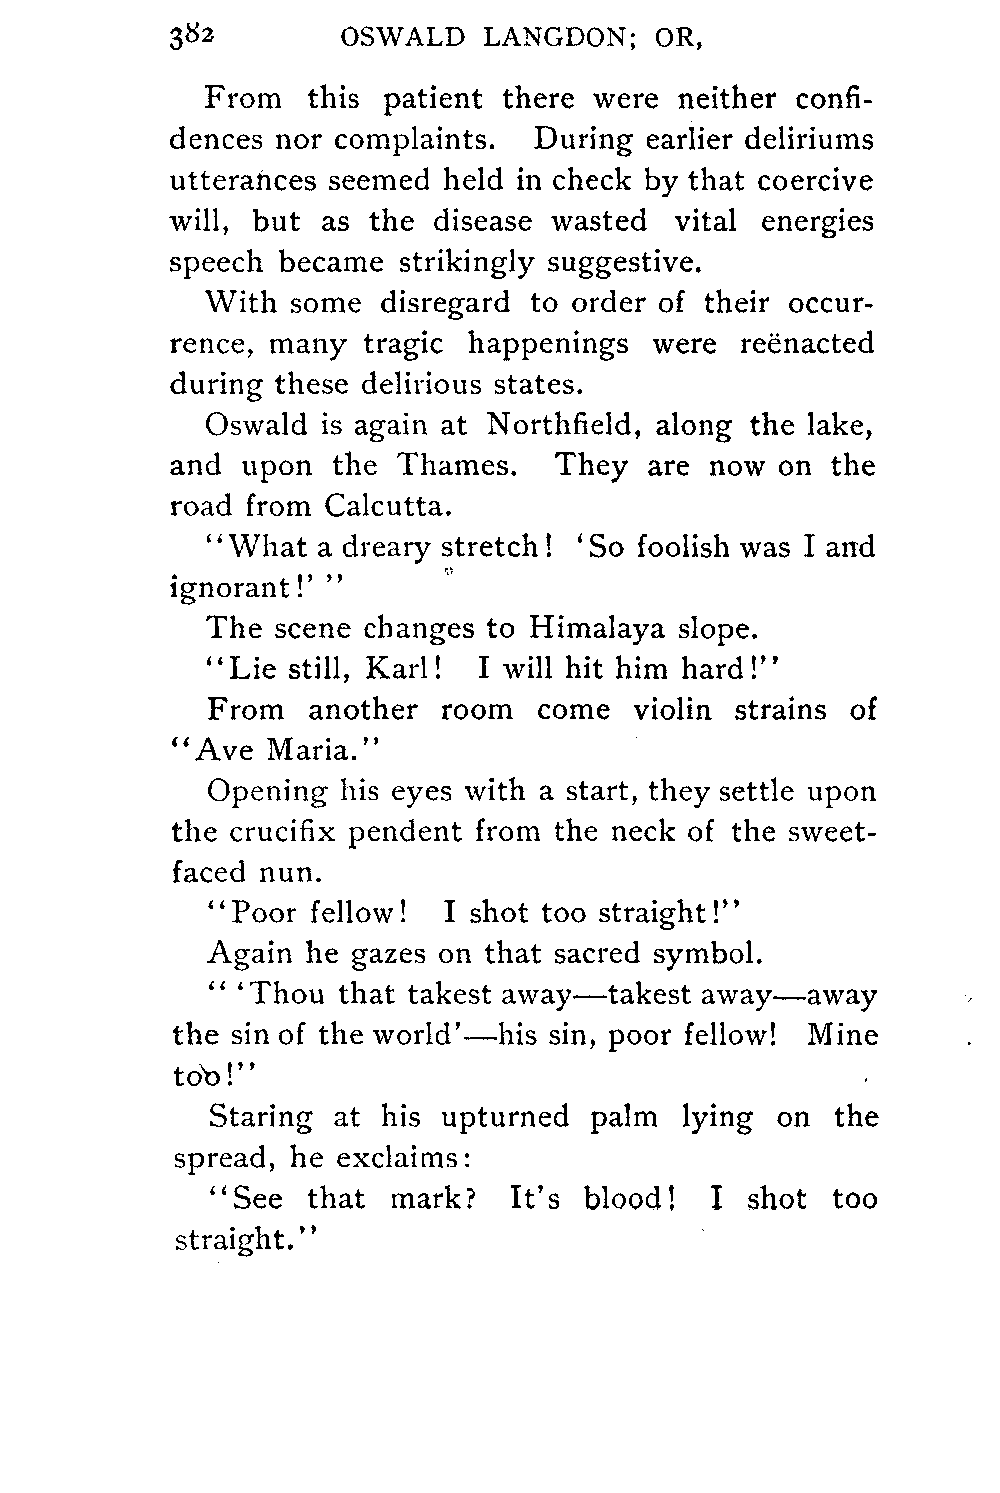 382 OSWALD LANGDON; OR,
From this patient there were neither confi-
dences nor complaints. During earlier deliriums
utterances seemed held in check by that coercive
will, but as the disease wasted vital energies
speech became strikingly suggestive.
With some disregard to order of their occur-
rence, many tragic happenings were reënacted
during these delirious states.
Oswald is again at Northfield, along the lake,
and upon the Thames. They are now on the
road from Calcutta.
"What a dreary stretch! 'So foolish was I and
ignorant!' "
The scene changes to Himalaya slope.
"Lie still, Karl! I will hit him hard!"
From another room come violin strains of
"Ave Maria."
Opening his eyes with a start, they settle upon
the crucifix pendent from the neck of the sweet-
faced nun.
"Poor fellow! I shot too straight!"
Again he gazes on that sacred symbol.
" 'Thou that takest away—takest away—away
the sin of the world'—his sin, poor fellow! Mine
too!"
Staring at his upturned palm lying on the
spread, he exclaims:
"See that mark? It's blood! I shot too
straight."